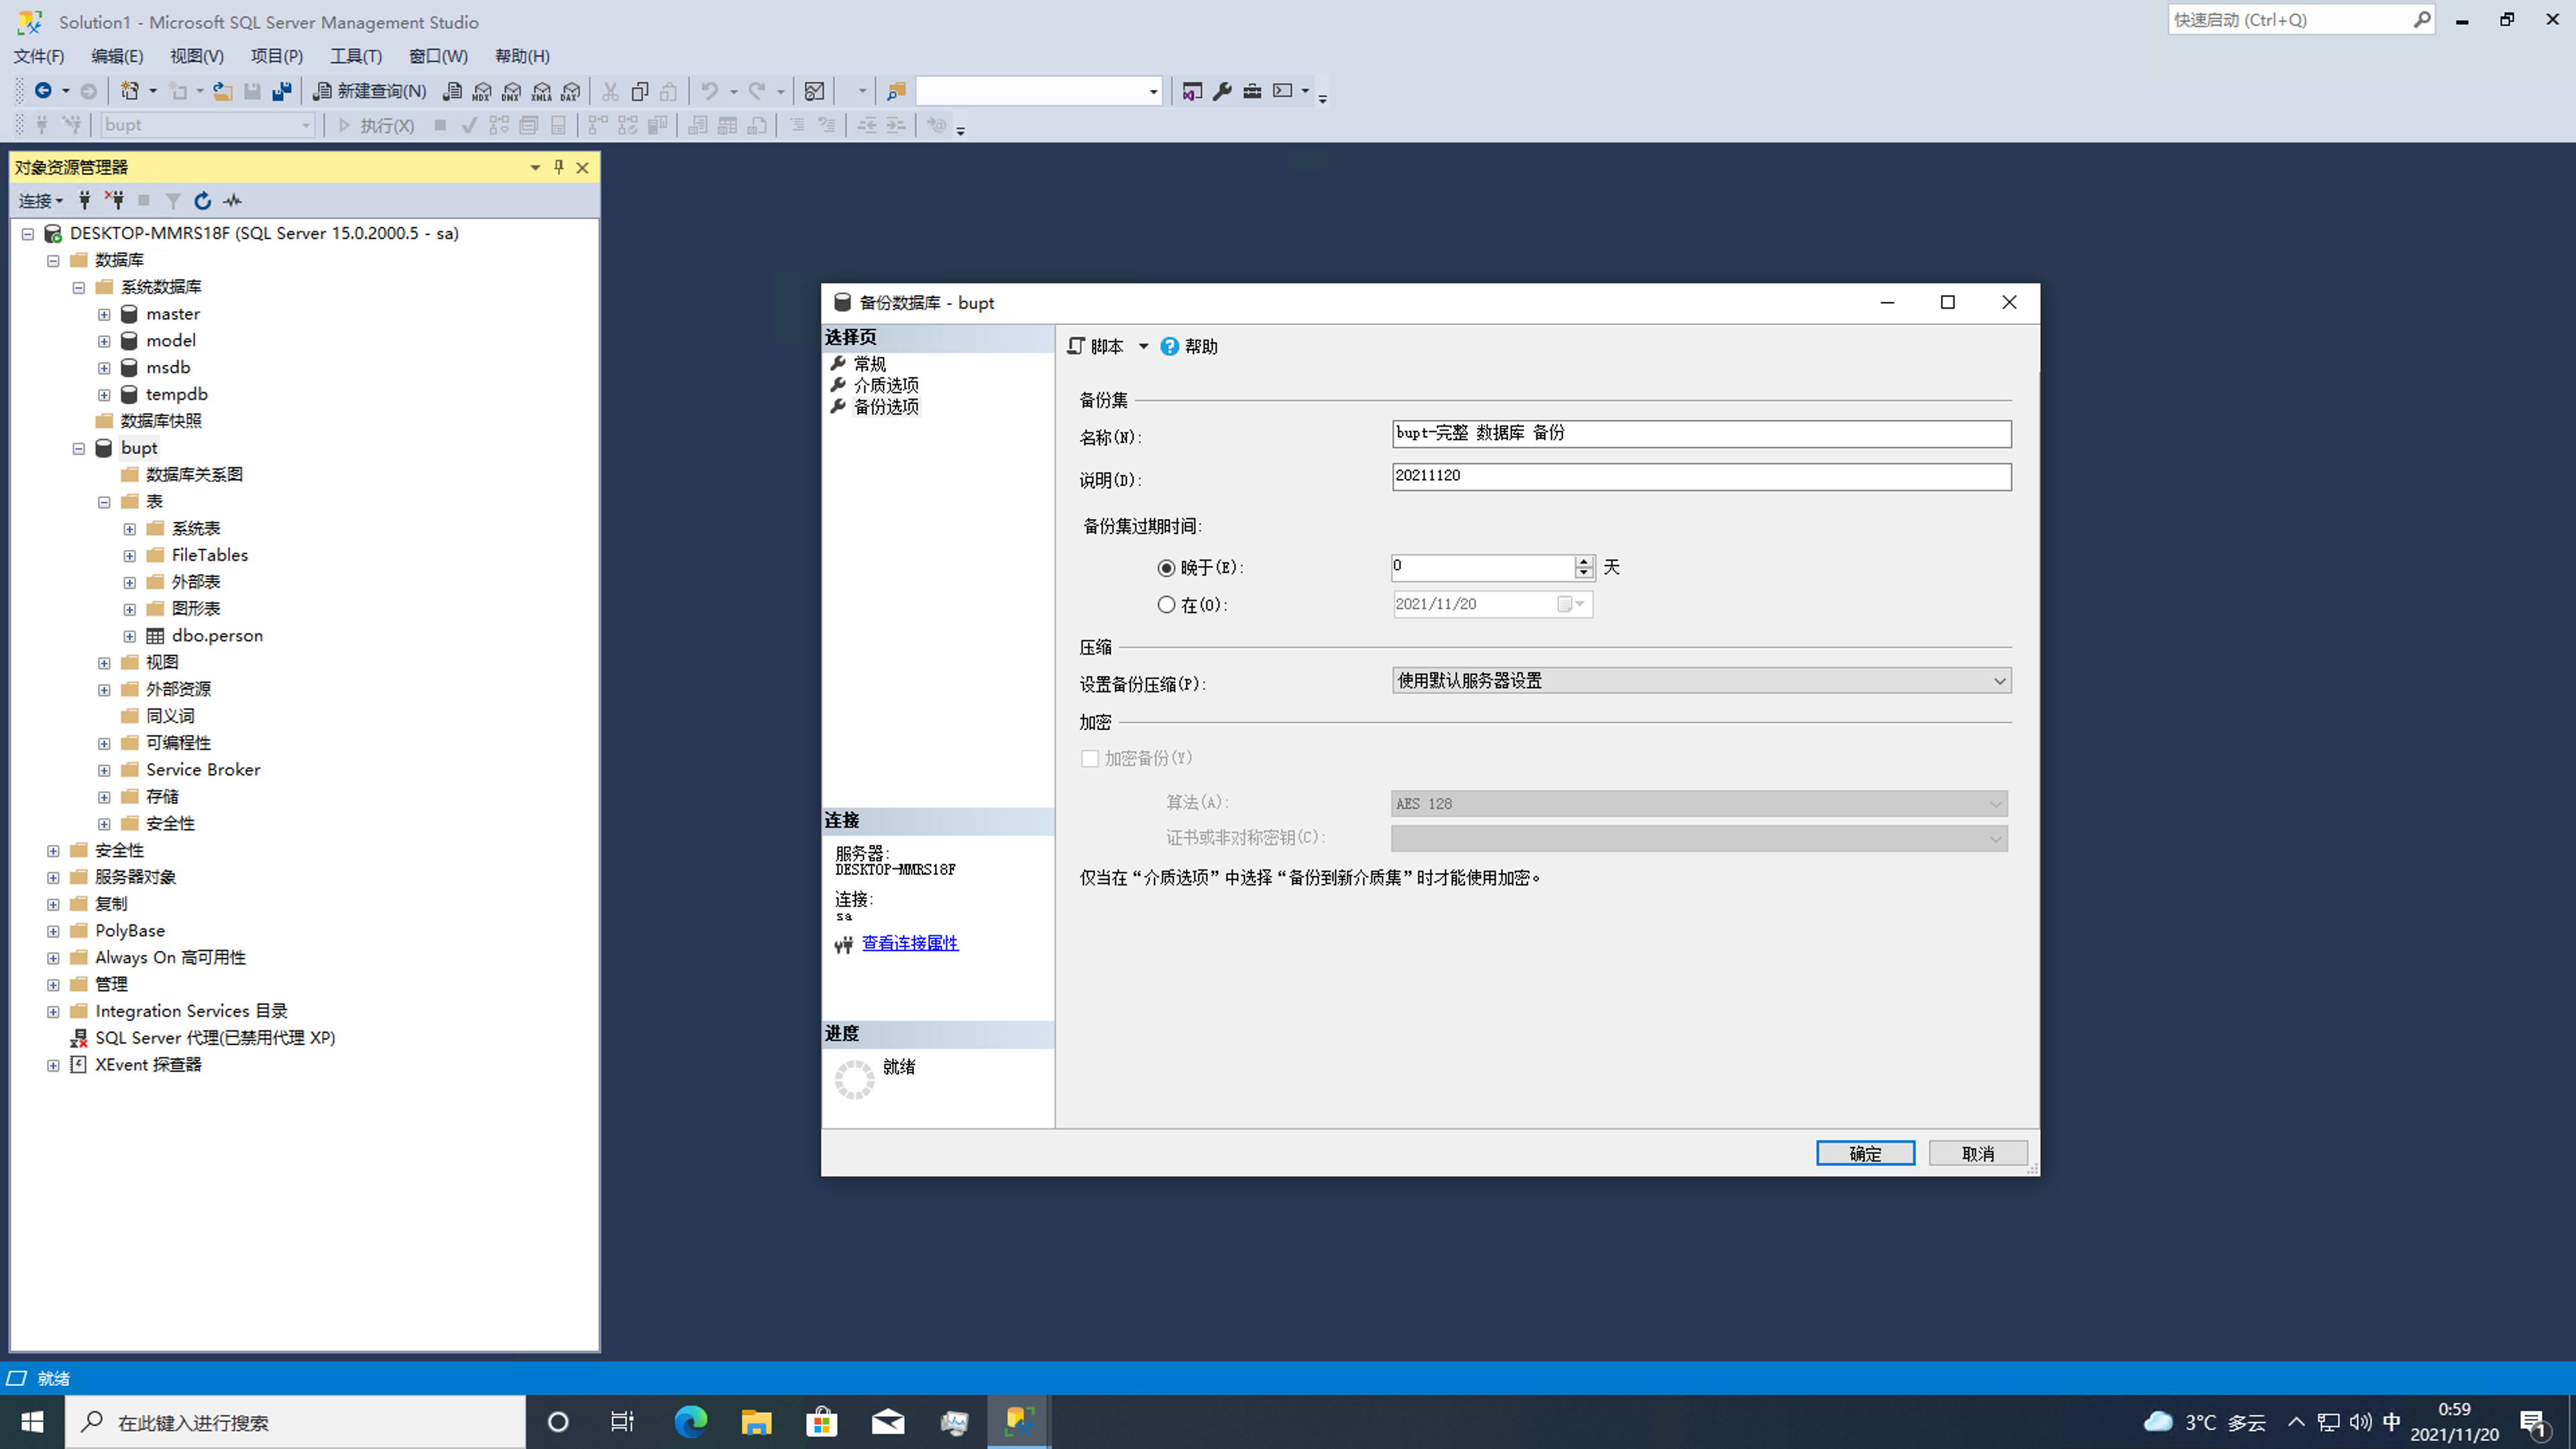 Solution1 - Microsoft SQL Server Management Studio
快速启动 (Ctrl+Q)
文件(F) 编辑(E) 视图(V) 项目(P) 工具(T) 窗口(W) 帮助(H)
新建查询(N) MDX DMX XMLA DAX
bupt 执行(X)
对象资源管理器
连接
DESKTOP-MMRS18F (SQL Server 15.0.2000.5 - sa)
数据库
系统数据库
master
model
msdb
tempdb
数据库快照
bupt
数据库关系图
表
系统表
FileTables
外部表
图形表
dbo.person
视图
外部资源
同义词
可编程性
Service Broker
存储
安全性
安全性
服务器对象
复制
PolyBase
Always On 高可用性
管理
Integration Services 目录
SQL Server 代理(已禁用代理 XP)
XEvent 探查器
备份数据库 - bupt
选择页
常规
介质选项
备份选项
连接
服务器:
DESKTOP-MMRS18F
连接:
sa
查看连接属性
进度
就绪
脚本 帮助
备份集
名称(N): bupt-完整 数据库 备份
说明(D): 20211120
备份集过期时间:
晚于(E): 0 天
在(O): 2021/11/20
压缩
设置备份压缩(P): 使用默认服务器设置
加密
加密备份(Y)
算法(A): AES 128
证书或非对称密钥(C):
仅当在“介质选项”中选择“备份到新介质集”时才能使用加密。
确定 取消
就绪
在此键入进行搜索
3°C 多云 中
0:59
2021/11/20
1